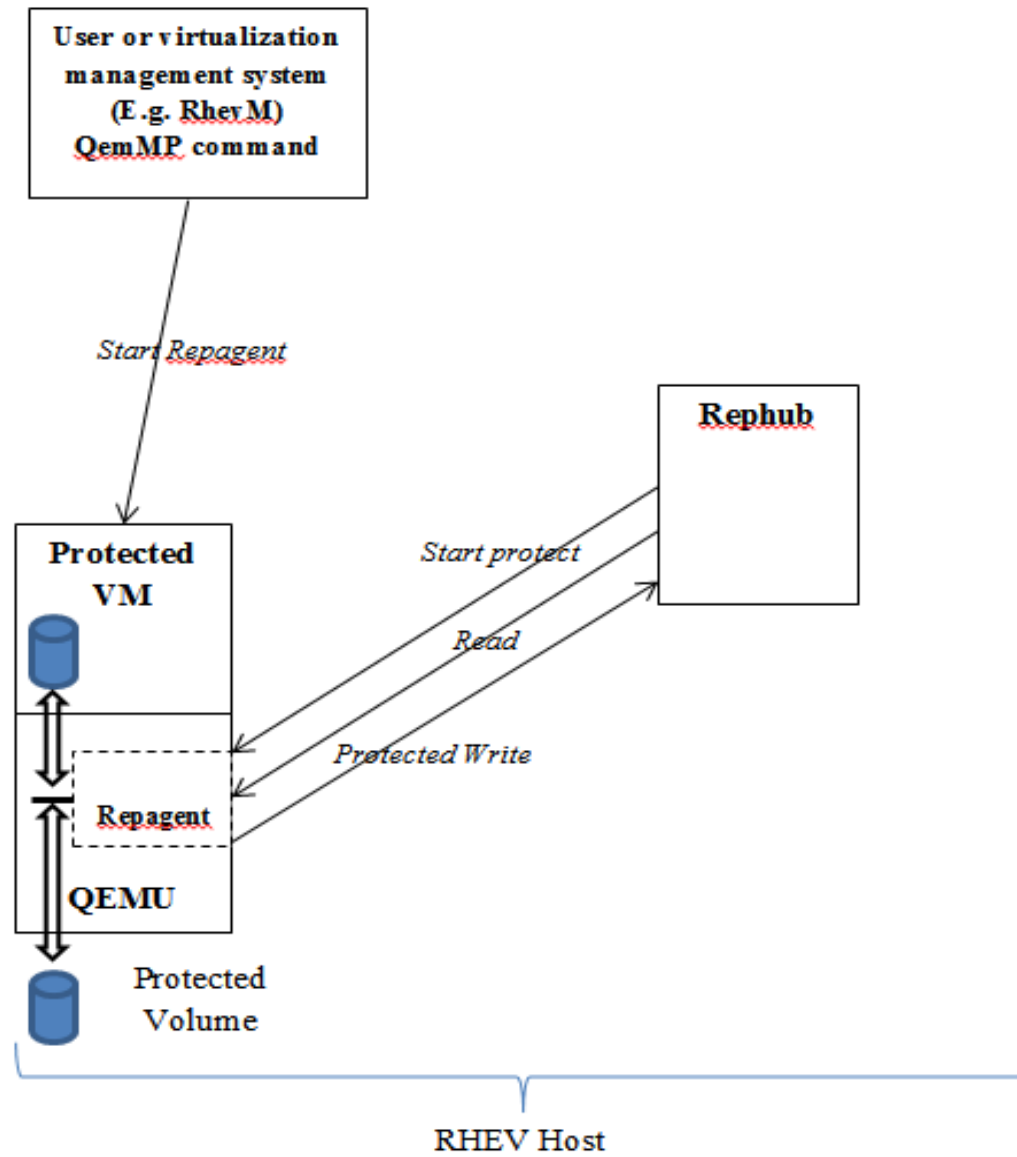 User or virtualization
management system
(E.g. RhevM)
QemMP command
Start Repagent
Rephub
Protected
VM
Start protect
Read
Protected Write
Repagent
QEMU
Protected
Volume
RHEV Host